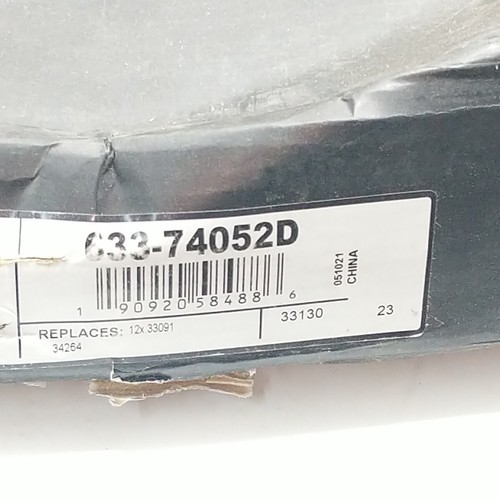 633-74052D
1 90920 58488 6
051021
CHINA
REPLACES: 12x 33091
34264
33130
23